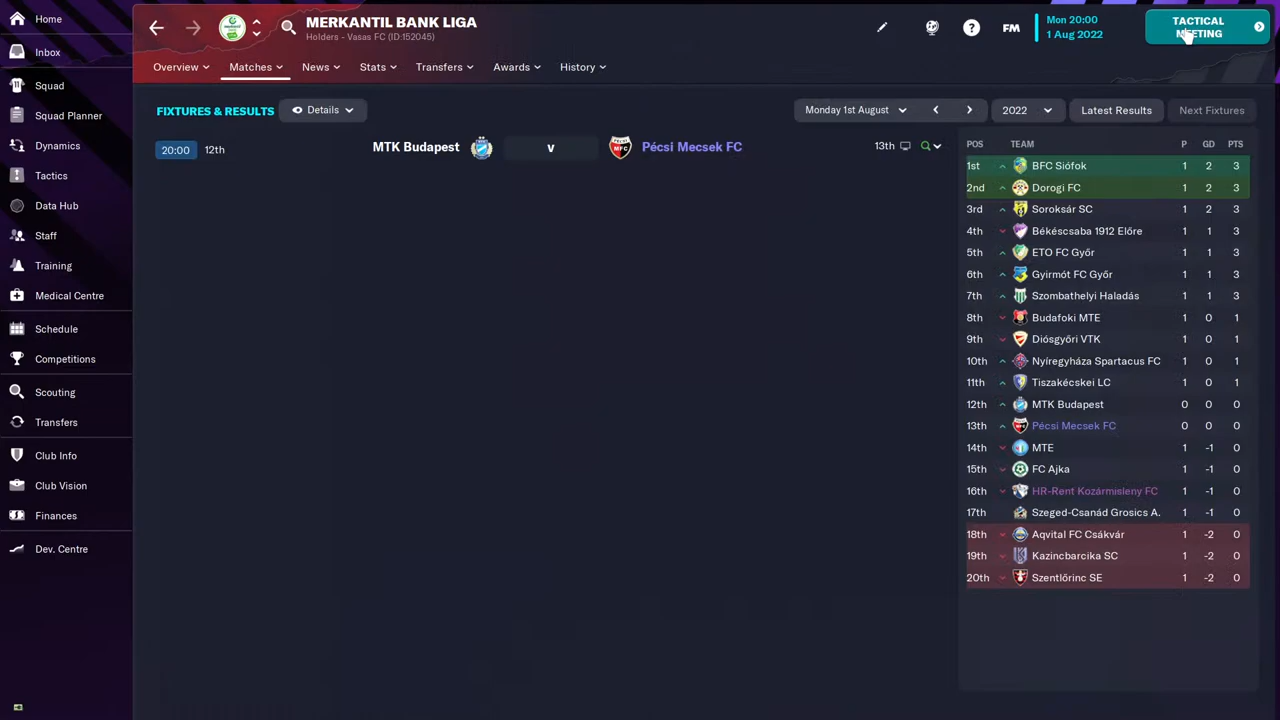 Home
Inbox
Squad
Squad Planner
Dynamics
Tactics
Data Hub
Staff
Training
Medical Centre
Schedule
Competitions
Scouting
Transfers
Club Info
Club Vision
Finances
Dev. Centre
MERKANTIL BANK LIGA
Holders - Vasas FC (ID:152045)
FM
Mon 20:00
1 Aug 2022
TACTICAL MEETING
Overview Matches News Stats Transfers Awards History
FIXTURES & RESULTS Details Monday 1st August 2022 Latest Results Next Fixtures
20:00 12th MTK Budapest v Pécsi Mecsek FC 13th
POS TEAM P GD PTS
1st BFC Siófok 1 2 3
2nd Dorogi FC 1 2 3
3rd Soroksár SC 1 2 3
4th Békéscsaba 1912 Előre 1 1 3
5th ETO FC Győr 1 1 3
6th Gyirmót FC Győr 1 1 3
7th Szombathelyi Haladás 1 1 3
8th Budafoki MTE 1 0 1
9th Diósgyőri VTK 1 0 1
10th Nyíregyháza Spartacus FC 1 0 1
11th Tiszakécskei LC 1 0 1
12th MTK Budapest 0 0 0
13th Pécsi Mecsek FC 0 0 0
14th MTE 1 -1 0
15th FC Ajka 1 -1 0
16th HR-Rent Kozármisleny FC 1 -1 0
17th Szeged-Csanád Grosics A. 1 -1 0
18th Aqvital FC Csákvár 1 -2 0
19th Kazincbarcika SC 1 -2 0
20th Szentlőrinc SE 1 -2 0